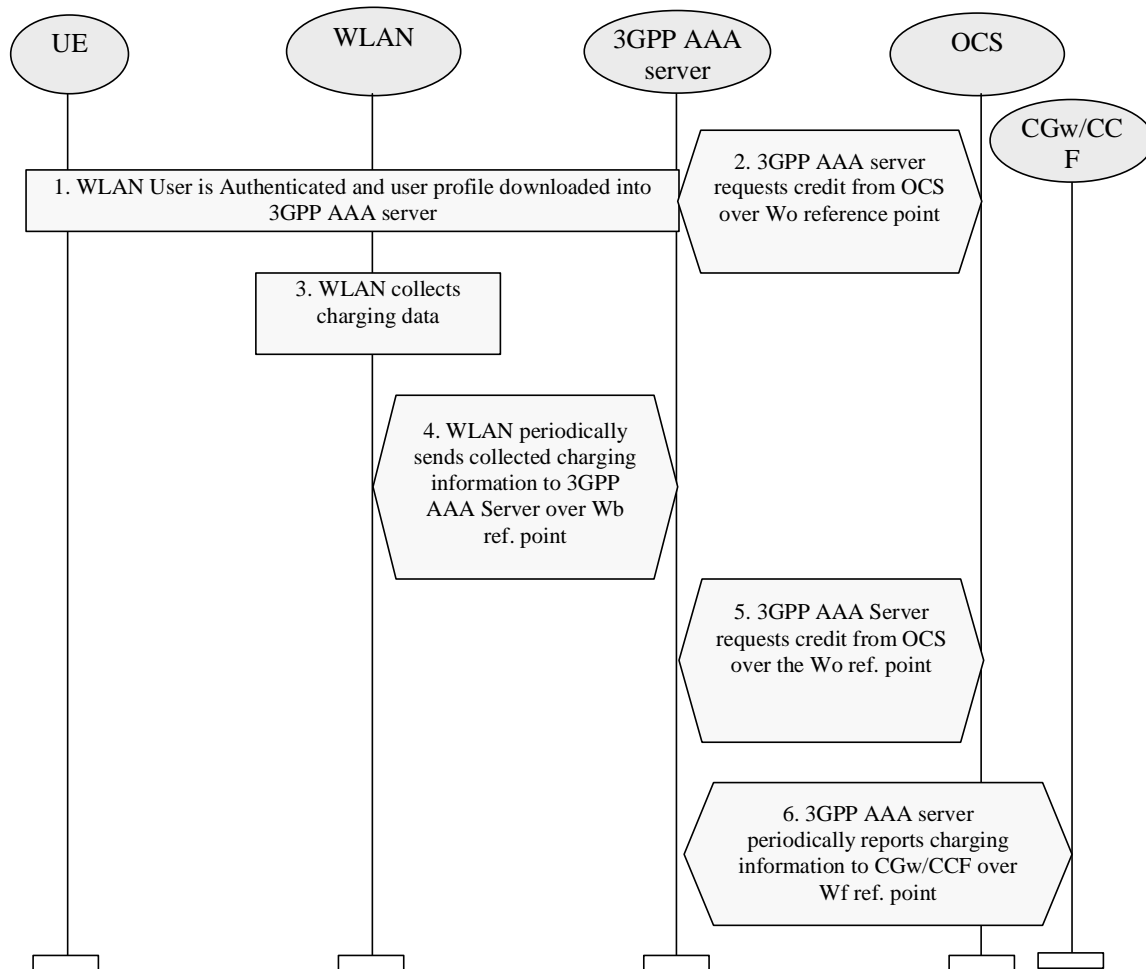 UE
WLAN
3GPP AAA
server
OCS
CGw/CC
F
1. WLAN User is Authenticated and user profile downloaded into
3GPP AAA server
2. 3GPP AAA server
requests credit from OCS
over Wo reference point
3. WLAN collects
charging data
4. WLAN periodically
sends collected charging
information to 3GPP
AAA Server over Wb
ref. point
5. 3GPP AAA Server
requests credit from OCS
over the Wo ref. point
6. 3GPP AAA server
periodically reports charging
information to CGw/CCF over
Wf ref. point